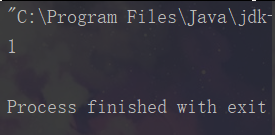 "C:\Program Files\Java\jdk-
1
Process finished with exit